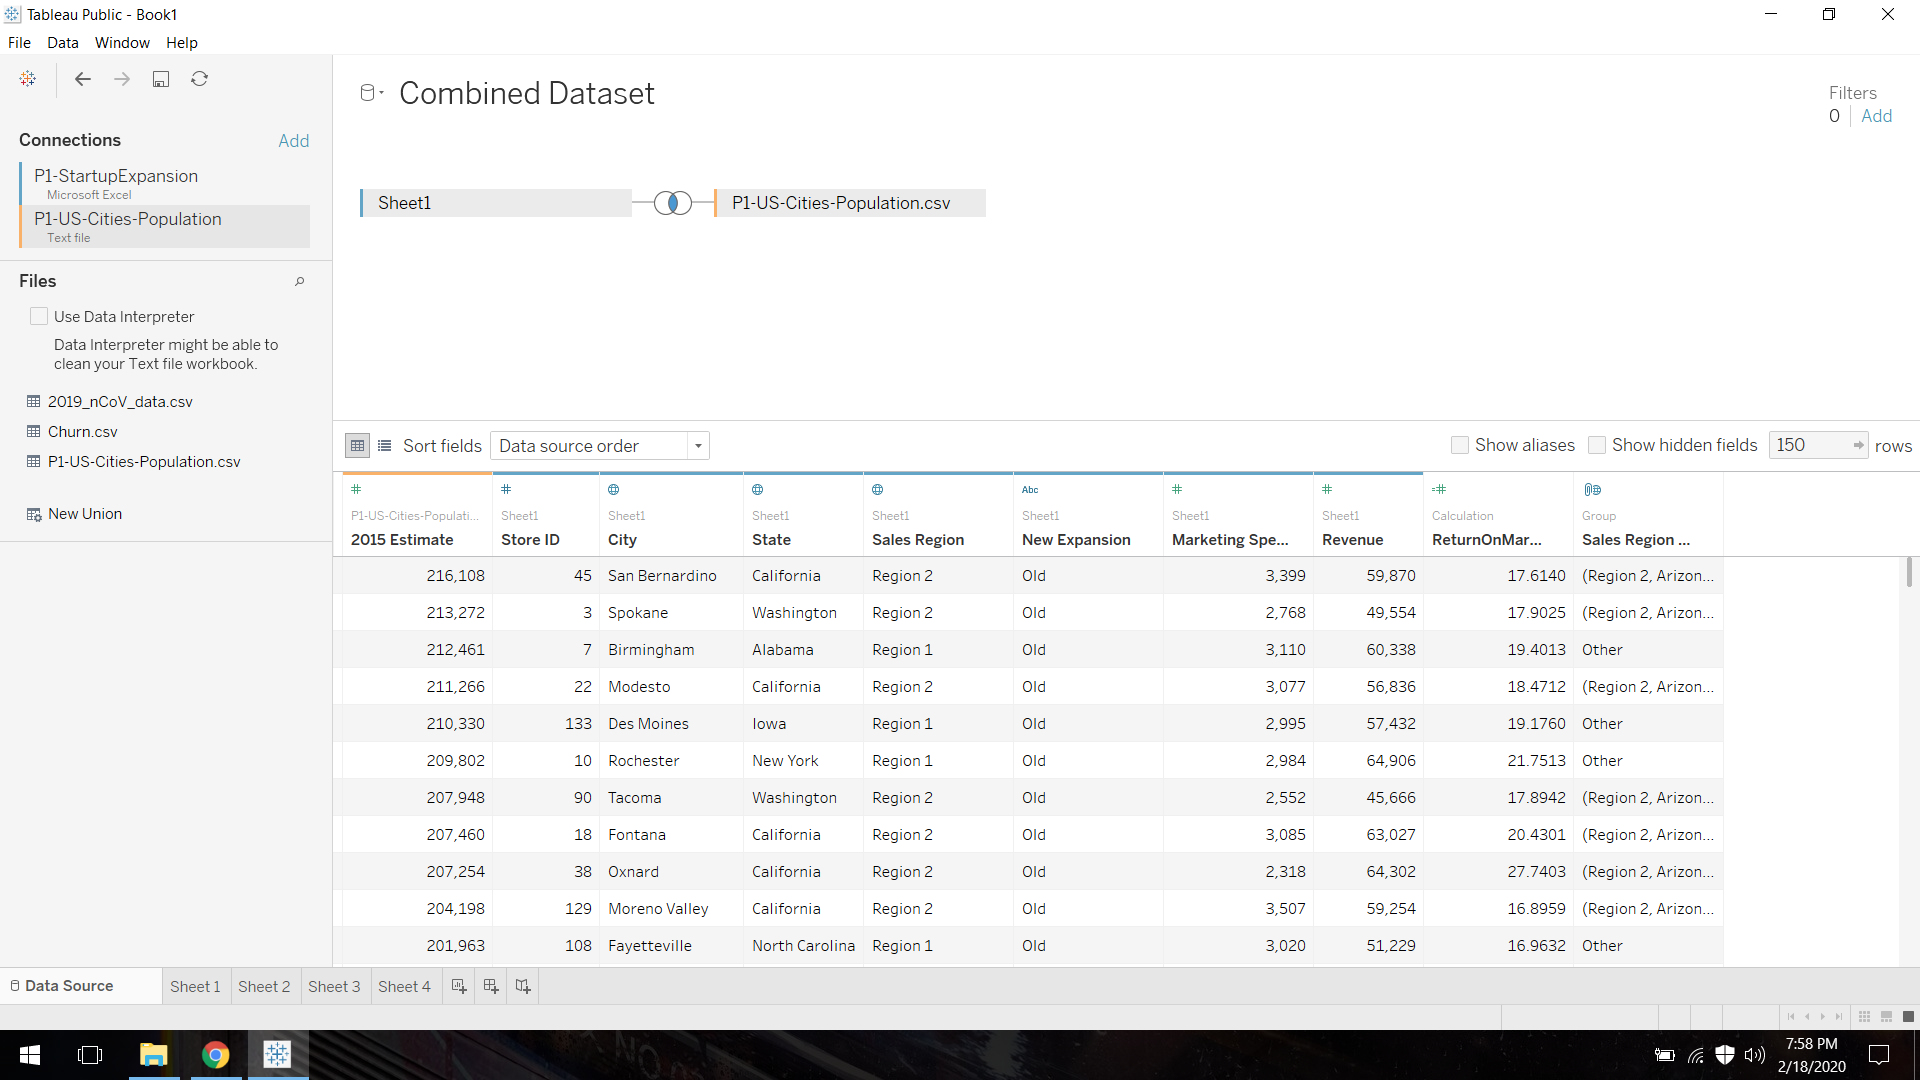 Tableau Public - Book1
File Data Window Help
Connections Add
P1-StartupExpansion
Microsoft Excel
P1-US-Cities-Population
Text file
Files
Use Data Interpreter
Data Interpreter might be able to
clean your Text file workbook.
2019_nCoV_data.csv
Churn.csv
P1-US-Cities-Population.csv
New Union
Combined Dataset
Filters
0 Add
Sheet1 P1-US-Cities-Population.csv
Sort fields Data source order Show aliases Show hidden fields 150 rows
Abc
P1-US-Cities-Populati... Sheet1 Sheet1 Sheet1 Sheet1 Sheet1 Sheet1 Sheet1 Calculation Group
2015 Estimate Store ID City State Sales Region New Expansion Marketing Spe... Revenue ReturnOnMar... Sales Region ...
216,108 45 San Bernardino California Region 2 Old 3,399 59,870 17.6140 (Region 2, Arizon...
213,272 3 Spokane Washington Region 2 Old 2,768 49,554 17.9025 (Region 2, Arizon...
212,461 7 Birmingham Alabama Region 1 Old 3,110 60,338 19.4013 Other
211,266 22 Modesto California Region 2 Old 3,077 56,836 18.4712 (Region 2, Arizon...
210,330 133 Des Moines Iowa Region 1 Old 2,995 57,432 19.1760 Other
209,802 10 Rochester New York Region 1 Old 2,984 64,906 21.7513 Other
207,948 90 Tacoma Washington Region 2 Old 2,552 45,666 17.8942 (Region 2, Arizon...
207,460 18 Fontana California Region 2 Old 3,085 63,027 20.4301 (Region 2, Arizon...
207,254 38 Oxnard California Region 2 Old 2,318 64,302 27.7403 (Region 2, Arizon...
204,198 129 Moreno Valley California Region 2 Old 3,507 59,254 16.8959 (Region 2, Arizon...
201,963 108 Fayetteville North Carolina Region 1 Old 3,020 51,229 16.9632 Other
Data Source Sheet 1 Sheet 2 Sheet 3 Sheet 4
7:58 PM
2/18/2020